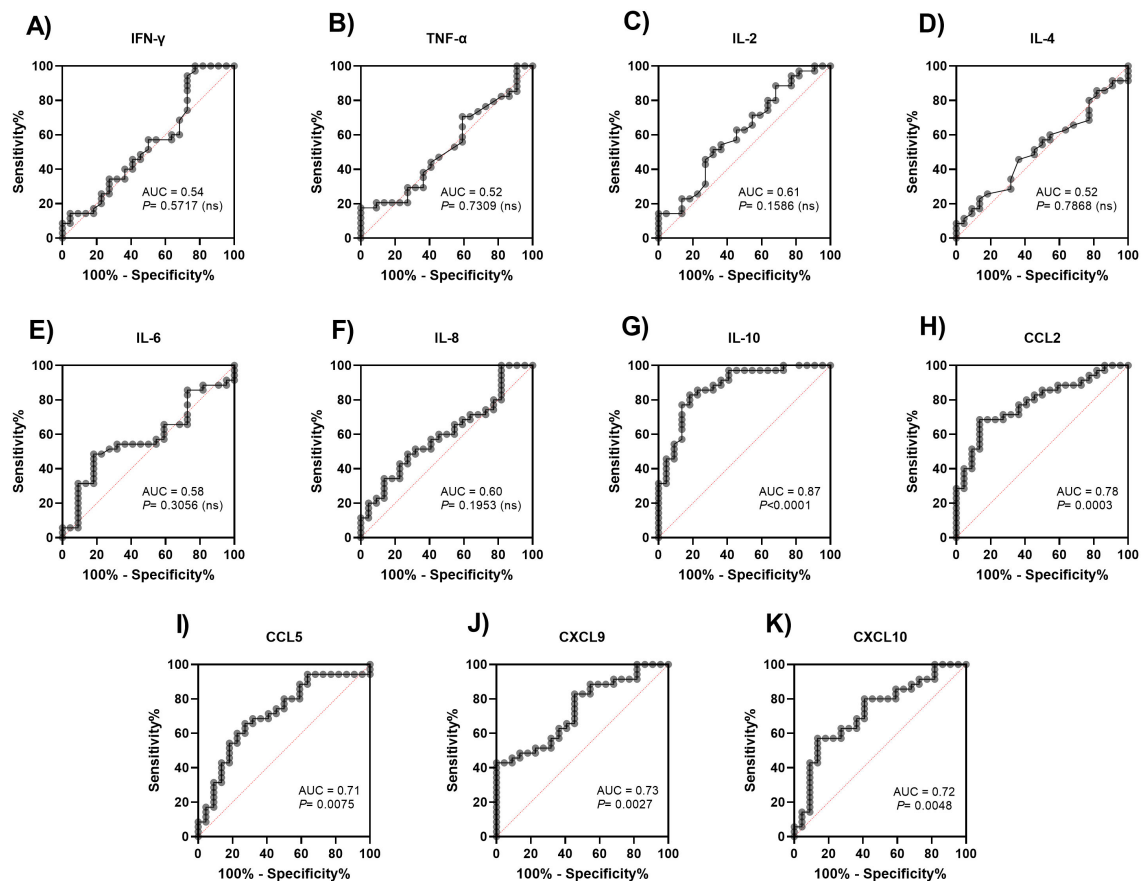 A)
IFN-γ
Sensitivity%
100
80
60
40
20
0
AUC = 0.54
P= 0.5717 (ns)
0 20 40 60 80 100
100% - Specificity%
B)
TNF-α
Sensitivity%
100
80
60
40
20
0
AUC = 0.52
P= 0.7309 (ns)
0 20 40 60 80 100
100% - Specificity%
C)
IL-2
Sensitivity%
100
80
60
40
20
0
AUC = 0.61
P= 0.1586 (ns)
0 20 40 60 80 100
100% - Specificity%
D)
IL-4
Sensitivity%
100
80
60
40
20
0
AUC = 0.52
P= 0.7868 (ns)
0 20 40 60 80 100
100% - Specificity%
E)
IL-6
Sensitivity%
100
80
60
40
20
0
AUC = 0.58
P= 0.3056 (ns)
0 20 40 60 80 100
100% - Specificity%
F)
IL-8
Sensitivity%
100
80
60
40
20
0
AUC = 0.60
P= 0.1953 (ns)
0 20 40 60 80 100
100% - Specificity%
G)
IL-10
Sensitivity%
100
80
60
40
20
0
AUC = 0.87
P<0.0001
0 20 40 60 80 100
100% - Specificity%
H)
CCL2
Sensitivity%
100
80
60
40
20
0
AUC = 0.78
P= 0.0003
0 20 40 60 80 100
100% - Specificity%
I)
CCL5
Sensitivity%
100
80
60
40
20
0
AUC = 0.71
P= 0.0075
0 20 40 60 80 100
100% - Specificity%
J)
CXCL9
Sensitivity%
100
80
60
40
20
0
AUC = 0.73
P= 0.0027
0 20 40 60 80 100
100% - Specificity%
K)
CXCL10
Sensitivity%
100
80
60
40
20
0
AUC = 0.72
P= 0.0048
0 20 40 60 80 100
100% - Specificity%